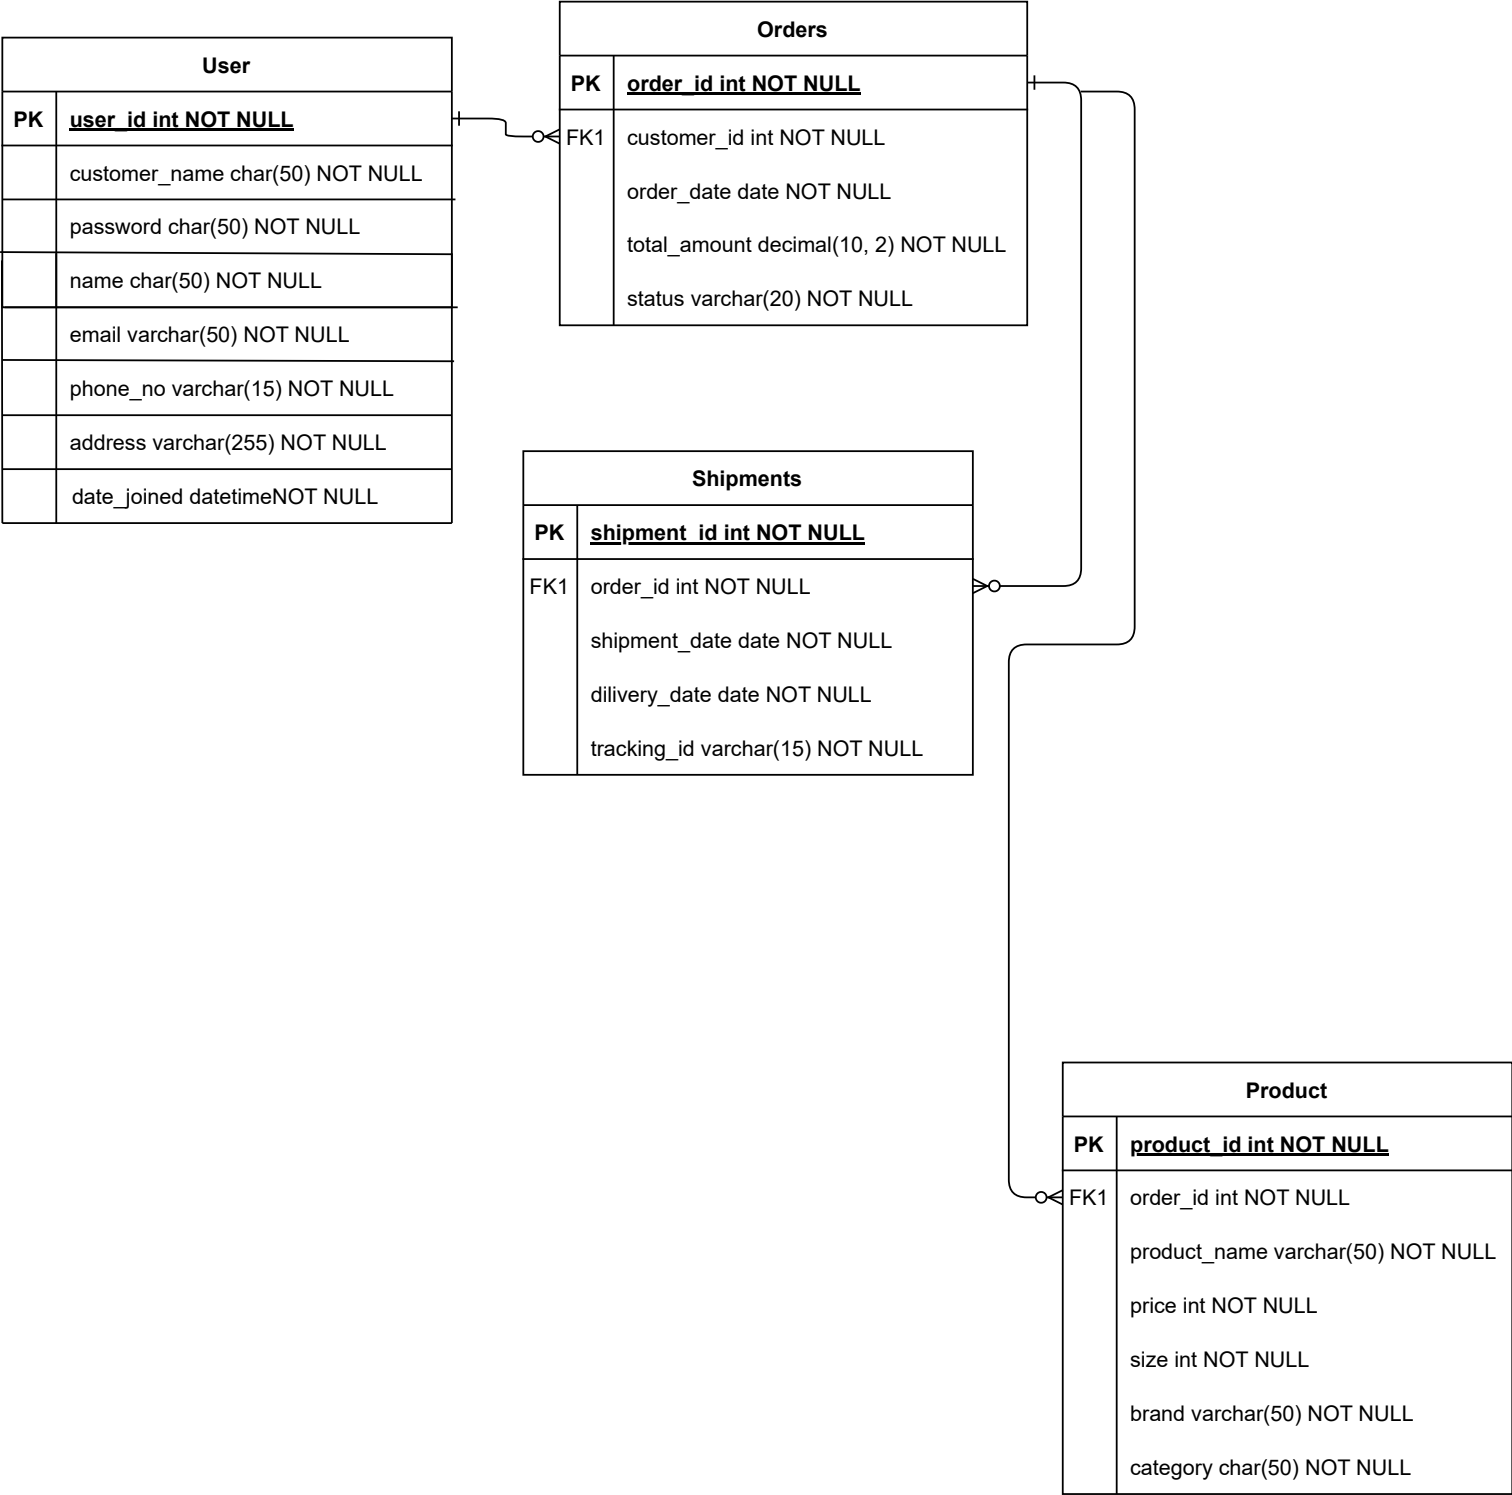 User
PK user_id int NOT NULL
customer_name char(50) NOT NULL
password char(50) NOT NULL
name char(50) NOT NULL
email varchar(50) NOT NULL
phone_no varchar(15) NOT NULL
address varchar(255) NOT NULL
date_joined datetimeNOT NULL
Orders
PK order_id int NOT NULL
FK1 customer_id int NOT NULL
order_date date NOT NULL
total_amount decimal(10, 2) NOT NULL
status varchar(20) NOT NULL
Shipments
PK shipment_id int NOT NULL
FK1 order_id int NOT NULL
shipment_date date NOT NULL
dilivery_date date NOT NULL
tracking_id varchar(15) NOT NULL
Product
PK product_id int NOT NULL
FK1 order_id int NOT NULL
product_name varchar(50) NOT NULL
price int NOT NULL
size int NOT NULL
brand varchar(50) NOT NULL
category char(50) NOT NULL